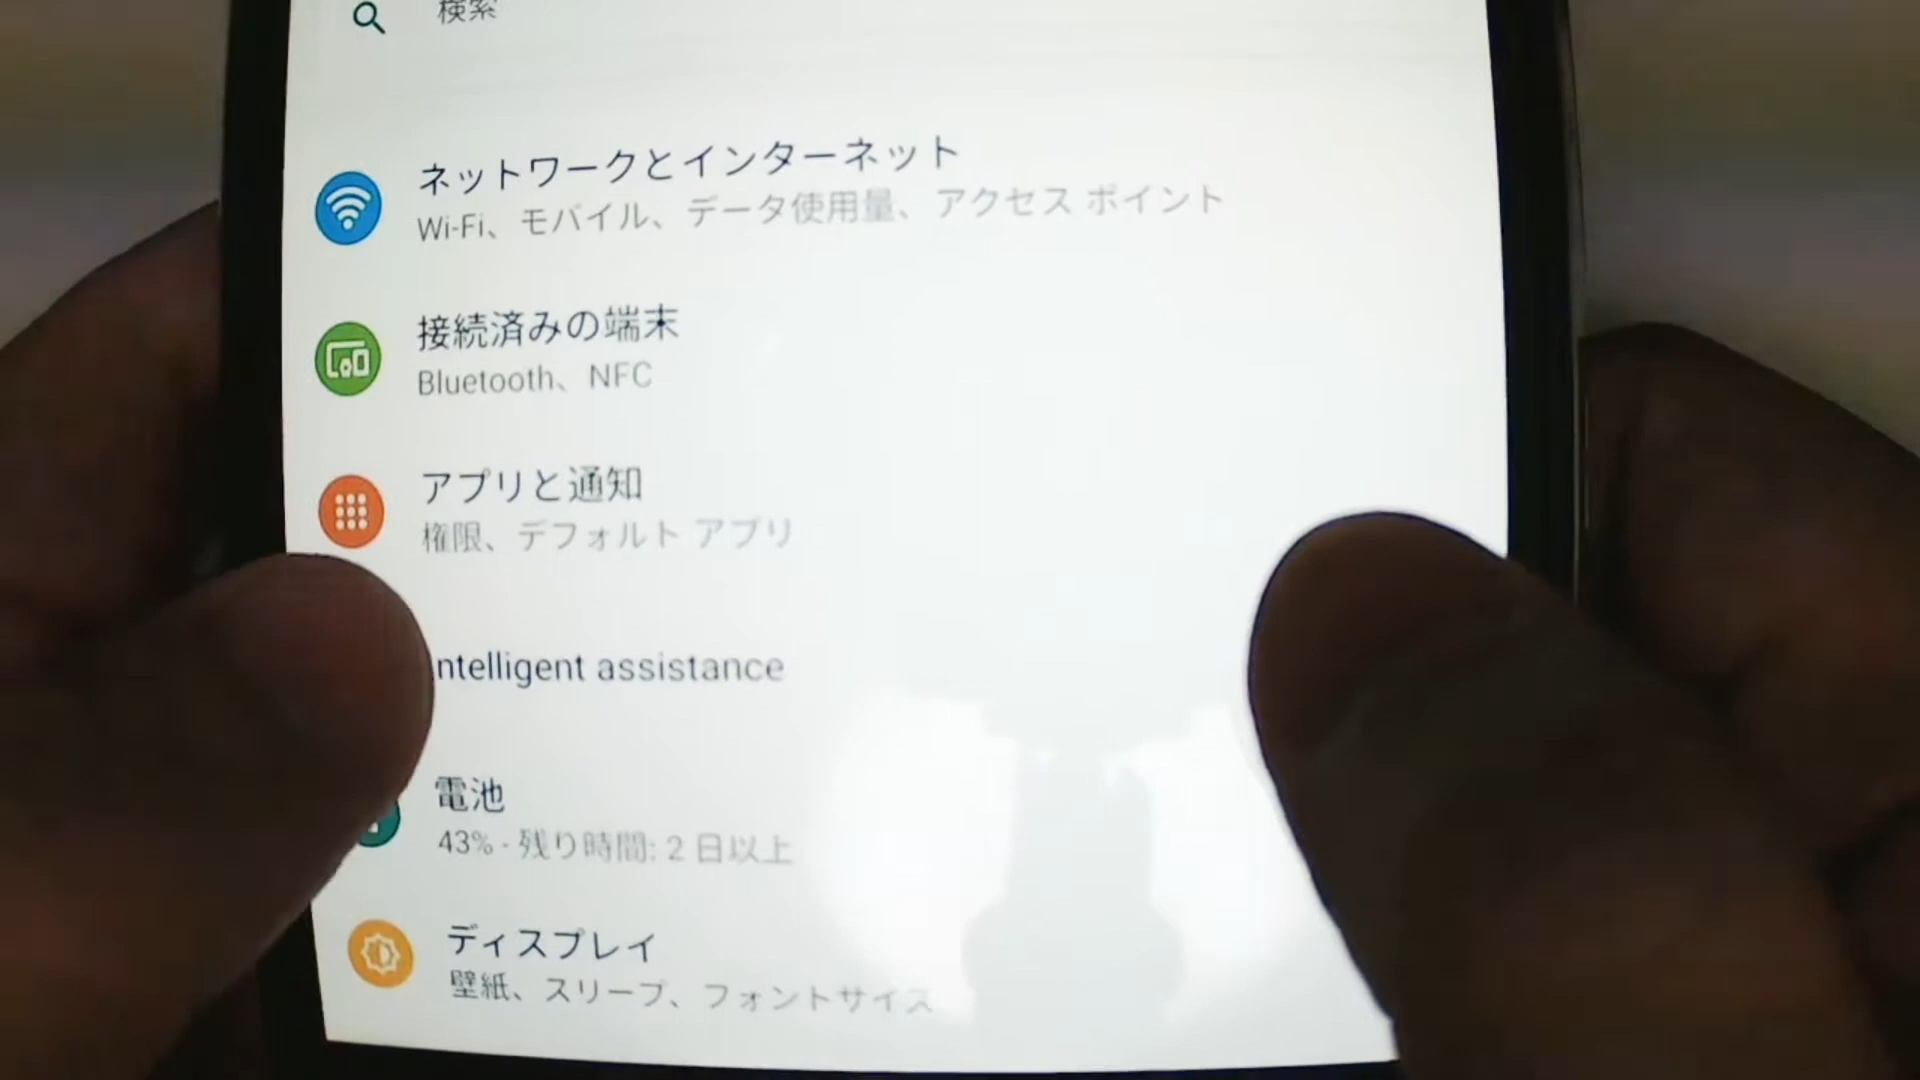 検索
ネットワークとインターネット
Wi-Fi、モバイル、データ使用量、アクセス ポイント
接続済みの端末
Bluetooth、NFC
アプリと通知
権限、デフォルト アプリ
ntelligent assistance
電池
43% - 残り時間: 2 日以上
ディスプレイ
壁紙、スリープ、フォントサイズ